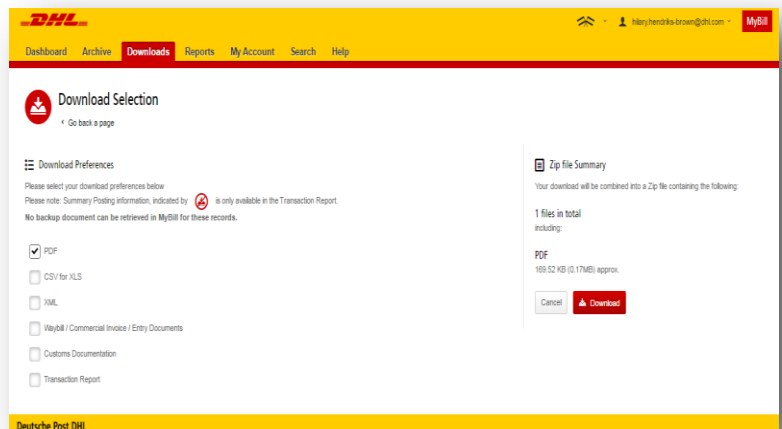 DHL
hilary.hendriks-brown@dhl.com
MyBill
Dashboard Archive Downloads Reports My Account Search Help
Download Selection
‹ Go back a page
Download Preferences
Please select your download preferences below
Please note: Summary Posting information, indicated by is only available in the Transaction Report.
No backup document can be retrieved in MyBill for these records.
PDF
CSV for XLS
XML
Waybill / Commercial Invoice / Entry Documents
Customs Documentation
Transaction Report
Zip file Summary
Your download will be combined into a Zip file containing the following:
1 files in total
including:
PDF
169.52 KB (0.17MB) approx.
Cancel Download
Deutsche Post DHL